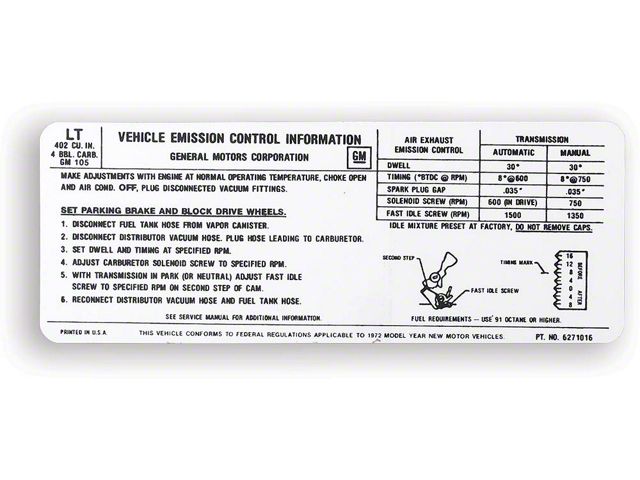 LT
402 CU. IN.
4 BBL. CARB.
GM 105
VEHICLE EMISSION CONTROL INFORMATION
GENERAL MOTORS CORPORATION
GM
MAKE ADJUSTMENTS WITH ENGINE AT NORMAL OPERATING TEMPERATURE, CHOKE OPEN
AND AIR COND. OFF, PLUG DISCONNECTED VACUUM FITTINGS.
SET PARKING BRAKE AND BLOCK DRIVE WHEELS.
1. DISCONNECT FUEL TANK HOSE FROM VAPOR CANISTER.
2. DISCONNECT DISTRIBUTOR VACUUM HOSE. PLUG HOSE LEADING TO CARBURETOR.
3. SET DWELL AND TIMING AT SPECIFIED RPM.
4. ADJUST CARBURETOR SOLENOID SCREW TO SPECIFIED RPM.
5. WITH TRANSMISSION IN PARK (OR NEUTRAL) ADJUST FAST IDLE
SCREW TO SPECIFIED RPM ON SECOND STEP OF CAM.
6. RECONNECT DISTRIBUTOR VACUUM HOSE AND FUEL TANK HOSE.
SEE SERVICE MANUAL FOR ADDITIONAL INFORMATION.
AIR EXHAUST
EMISSION CONTROL
TRANSMISSION
AUTOMATIC MANUAL
DWELL 30° 30°
TIMING (°BTDC @ RPM) 8°@600 8°@750
SPARK PLUG GAP .035" .035"
SOLENOID SCREW (RPM) 600 (IN DRIVE) 750
FAST IDLE SCREW (RPM) 1500 1350
IDLE MIXTURE PRESET AT FACTORY, DO NOT REMOVE CAPS.
SECOND STEP
FAST IDLE SCREW
TIMING MARK
16
12
8
4
0
4
8
BEFORE
AFTER
FUEL REQUIREMENTS – USE 91 OCTANE OR HIGHER.
PRINTED IN U.S.A.
THIS VEHICLE CONFORMS TO FEDERAL REGULATIONS APPLICABLE TO 1972 MODEL YEAR NEW MOTOR VEHICLES.
PT. NO. 6271016